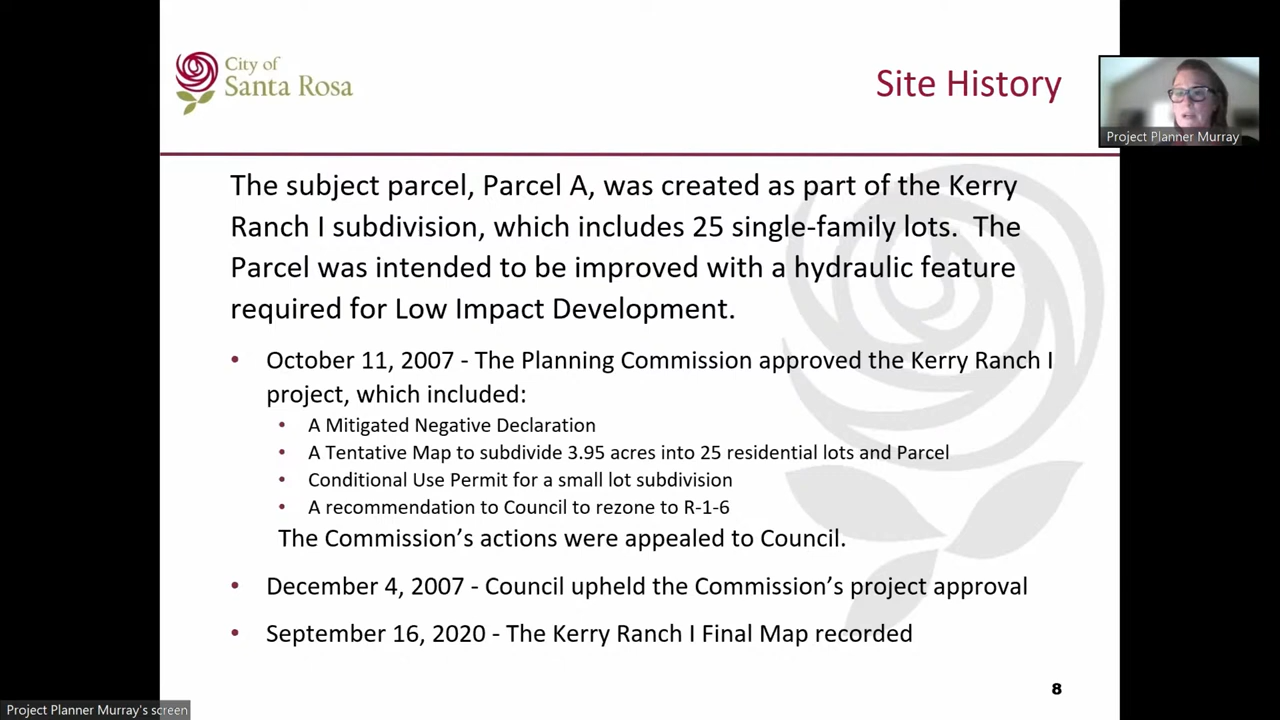 City of
Santa Rosa
Site History
Project Planner Murray
The subject parcel, Parcel A, was created as part of the Kerry
Ranch I subdivision, which includes 25 single-family lots.  The
Parcel was intended to be improved with a hydraulic feature
required for Low Impact Development.
• October 11, 2007 - The Planning Commission approved the Kerry Ranch I
project, which included:
• A Mitigated Negative Declaration
• A Tentative Map to subdivide 3.95 acres into 25 residential lots and Parcel
• Conditional Use Permit for a small lot subdivision
• A recommendation to Council to rezone to R-1-6
The Commission’s actions were appealed to Council.
• December 4, 2007 - Council upheld the Commission’s project approval
• September 16, 2020 - The Kerry Ranch I Final Map recorded
8
Project Planner Murray's screen